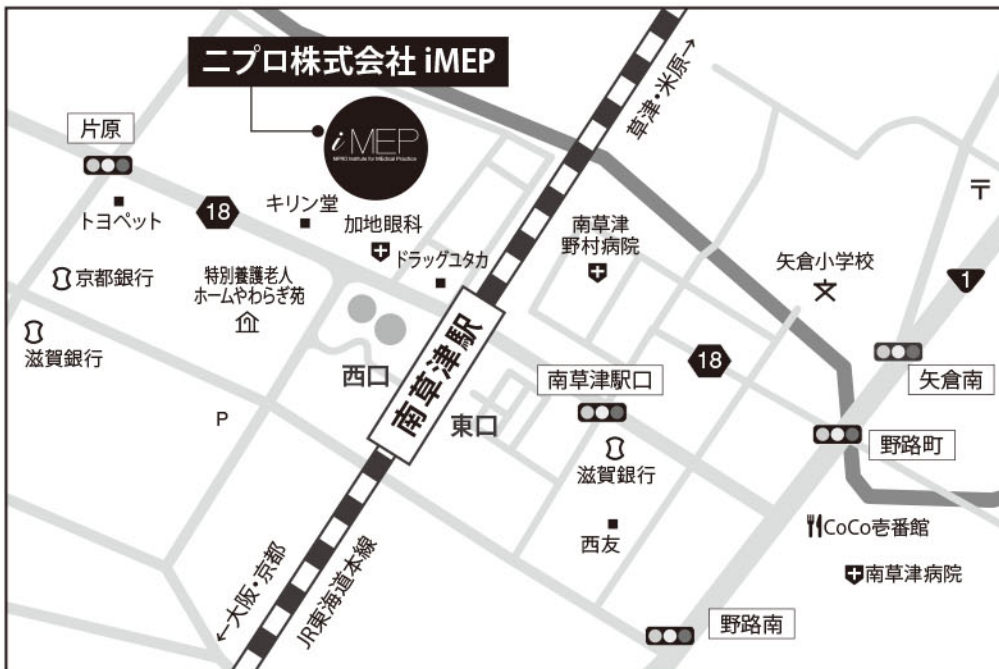 ニプロ株式会社 iMEP
草津・米原→
片原
iMEP
NIPRO Institute for Medical Practice
〒
トヨペット
18
キリン堂
加地眼科
南草津
野村病院
ドラッグユタカ
矢倉小学校
京都銀行
特別養護老人
ホームやわらぎ苑
1
滋賀銀行
西口
南草津駅
東口
南草津駅口
18
矢倉南
P
野路町
滋賀銀行
西友
CoCo壱番館
南草津病院
←大阪・京都
JR東海道本線
野路南